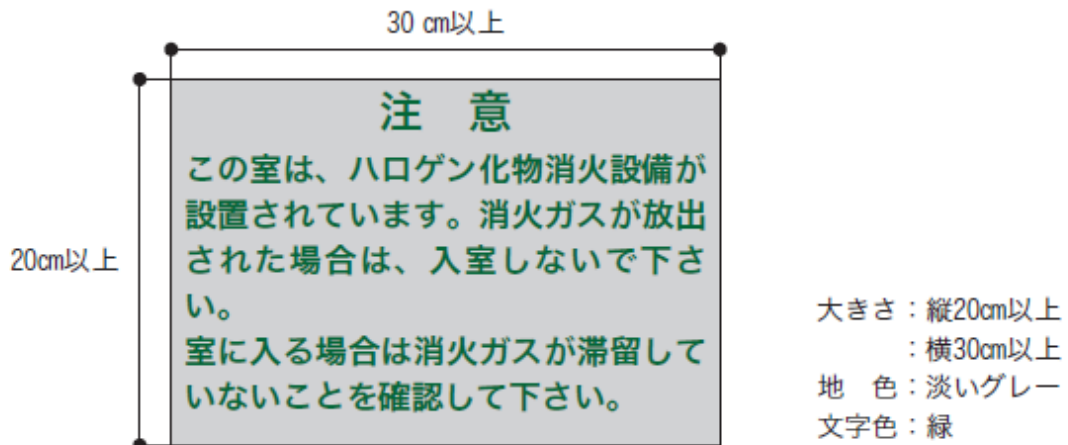 30 ㎝以上
注　意
この室は、ハロゲン化物消火設備が
設置されています。消火ガスが放出
された場合は、入室しないで下さ
い。
室に入る場合は消火ガスが滞留して
いないことを確認して下さい。
20㎝以上
大きさ：縦20㎝以上
：横30㎝以上
地　色：淡いグレー
文字色：緑